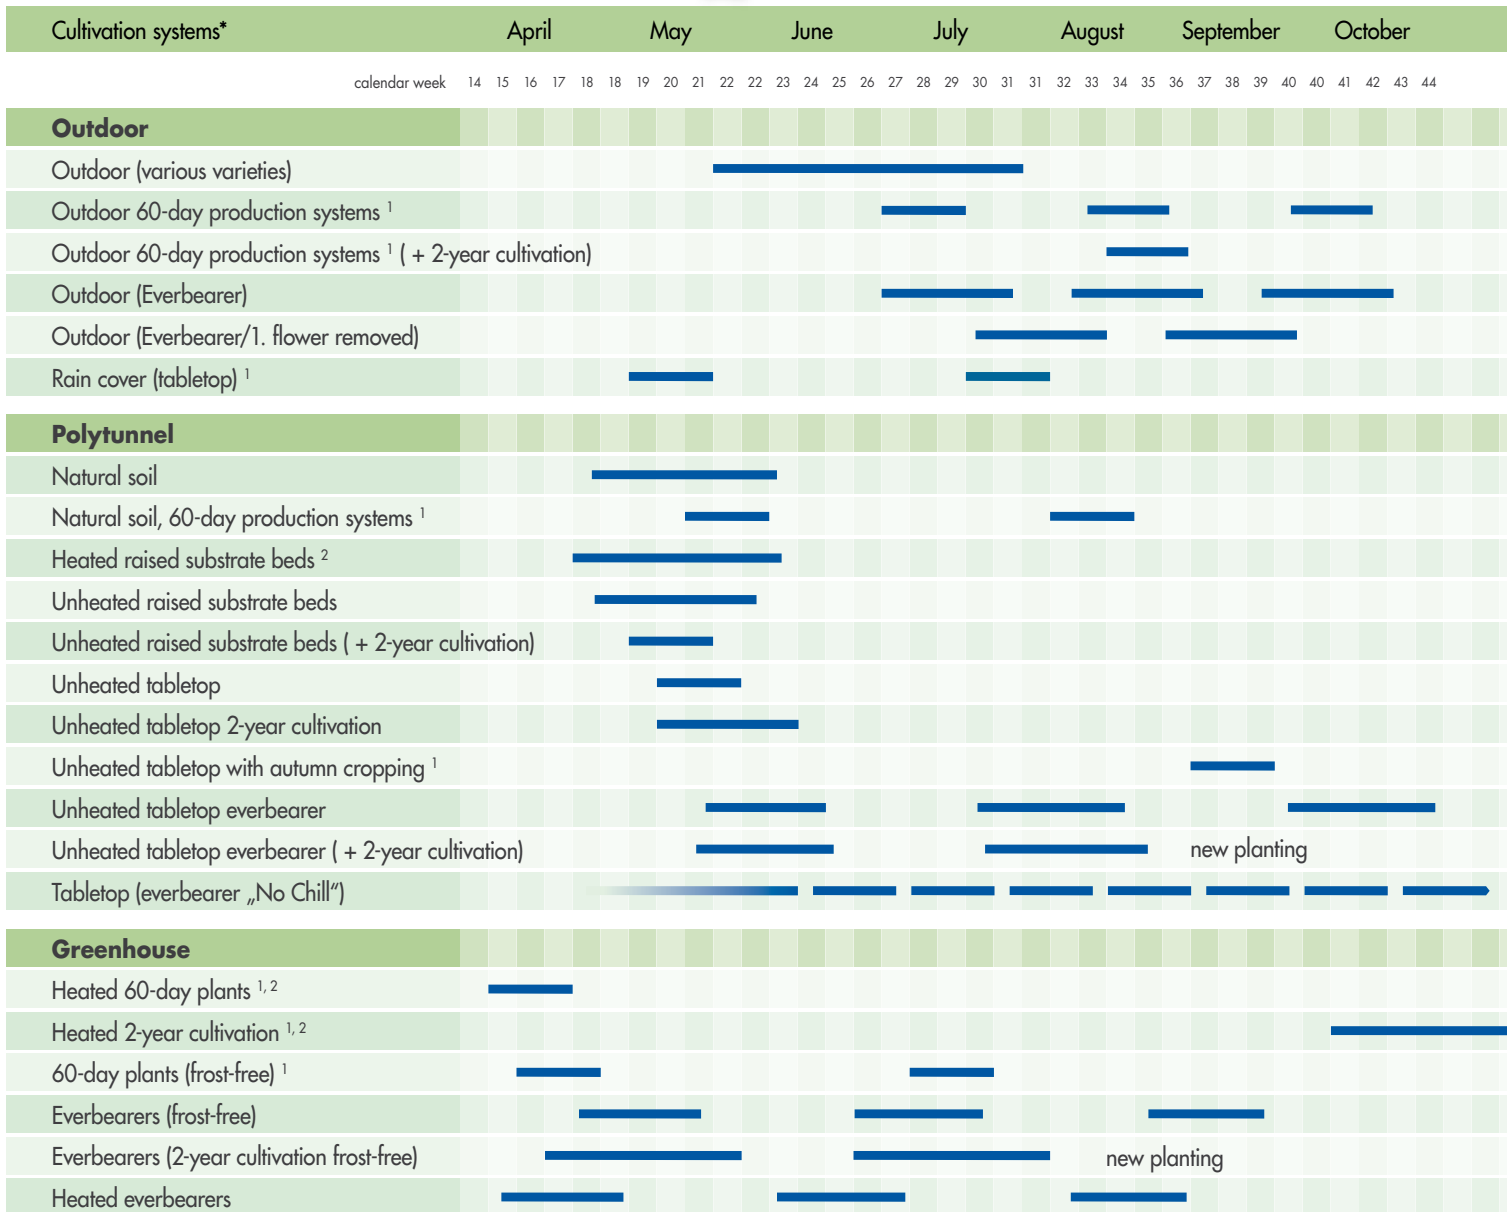 Cultivation systems* April May June July August September October
calendar week 14 15 16 17 18 18 19 20 21 22 22 23 24 25 26 27 28 29 30 31 31 32 33 34 35 36 37 38 39 40 40 41 42 43 44
Outdoor
Outdoor (various varieties)
Outdoor 60-day production systems 1
Outdoor 60-day production systems 1 ( + 2-year cultivation)
Outdoor (Everbearer)
Outdoor (Everbearer/1. flower removed)
Rain cover (tabletop) 1
Polytunnel
Natural soil
Natural soil, 60-day production systems 1
Heated raised substrate beds 2
Unheated raised substrate beds
Unheated raised substrate beds ( + 2-year cultivation)
Unheated tabletop
Unheated tabletop 2-year cultivation
Unheated tabletop with autumn cropping 1
Unheated tabletop everbearer
Unheated tabletop everbearer ( + 2-year cultivation) new planting
Tabletop (everbearer „No Chill“)
Greenhouse
Heated 60-day plants 1, 2
Heated 2-year cultivation 1, 2
60-day plants (frost-free) 1
Everbearers (frost-free)
Everbearers (2-year cultivation frost-free) new planting
Heated everbearers